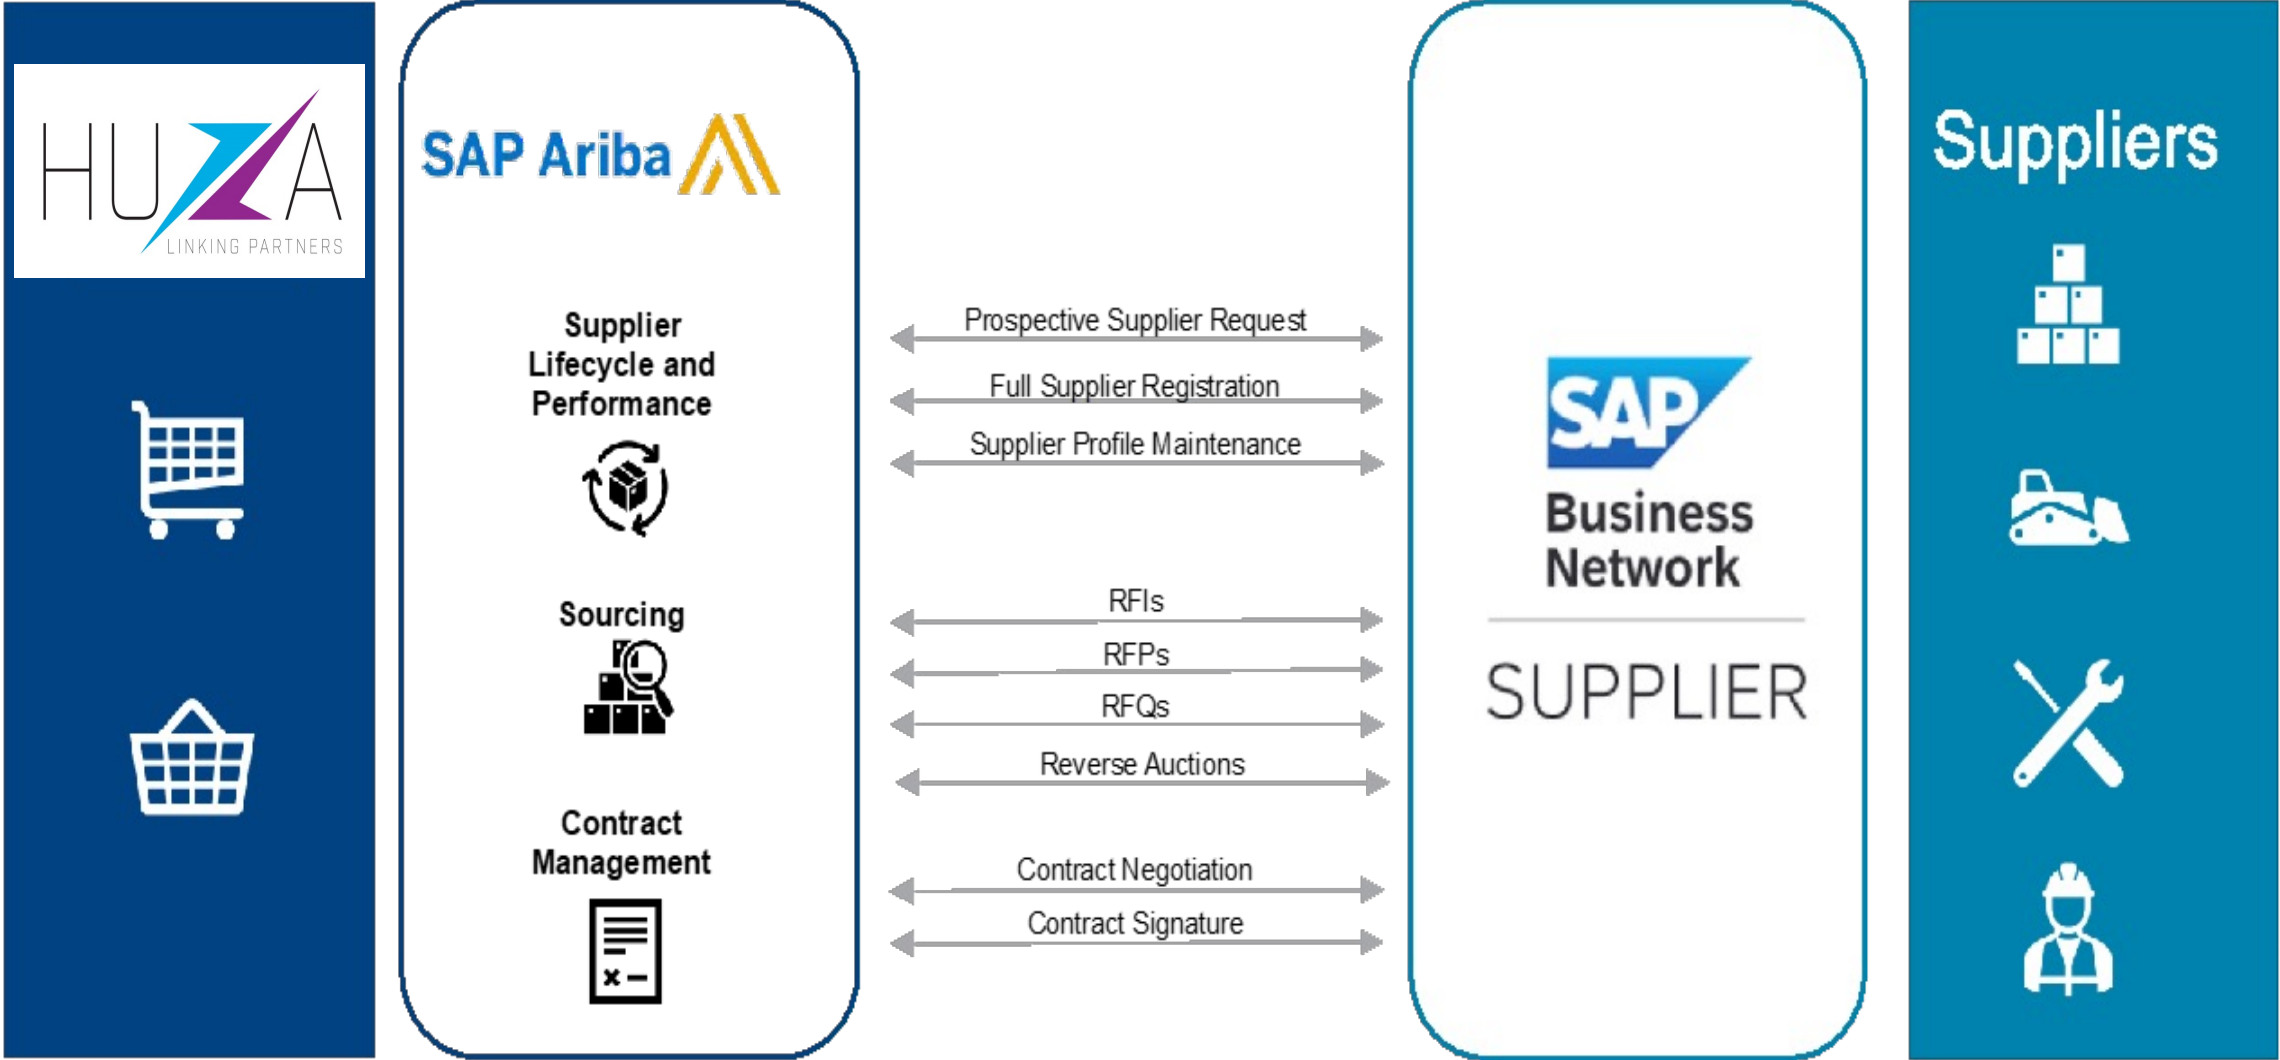 HUZA
LINKING PARTNERS
SAP Ariba
Supplier
Lifecycle and
Performance
Sourcing
Contract
Management
Prospective Supplier Request
Full Supplier Registration
Supplier Profile Maintenance
RFIs
RFPs
RFQs
Reverse Auctions
Contract Negotiation
Contract Signature
SAP
Business
Network
SUPPLIER
Suppliers